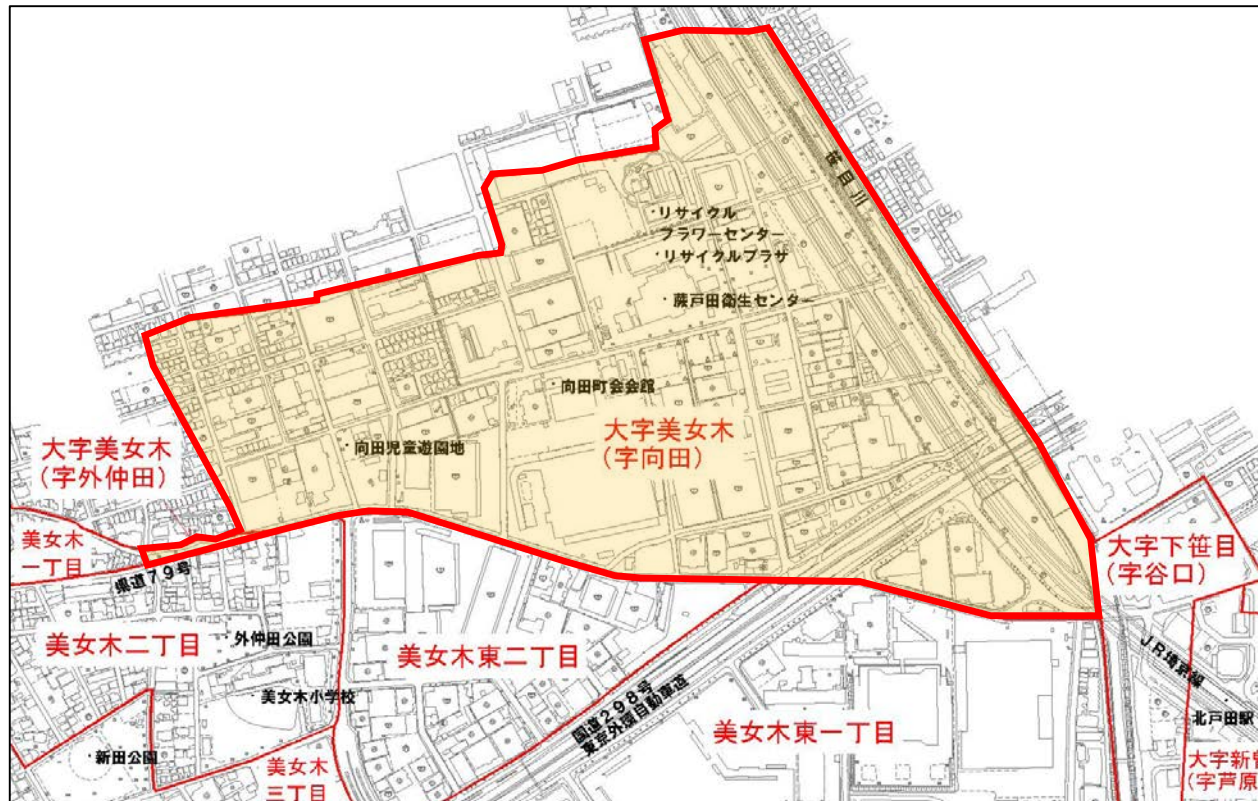 笹目川
リサイクル
フラワーセンター
リサイクルプラザ
蕨戸田衛生センター
向田町会会館
大字美女木
(字向田)
向田児童遊園地
大字美女木
(字外仲田)
美女木
一丁目
県道79号
大字下笹目
(字谷口)
美女木二丁目
外仲田公園
美女木東二丁目
美女木小学校
国道298号
東京外環自動車道
美女木東一丁目
JR埼京線
北戸田駅
新田公園
美女木
三丁目
大字新曽
(字芦原